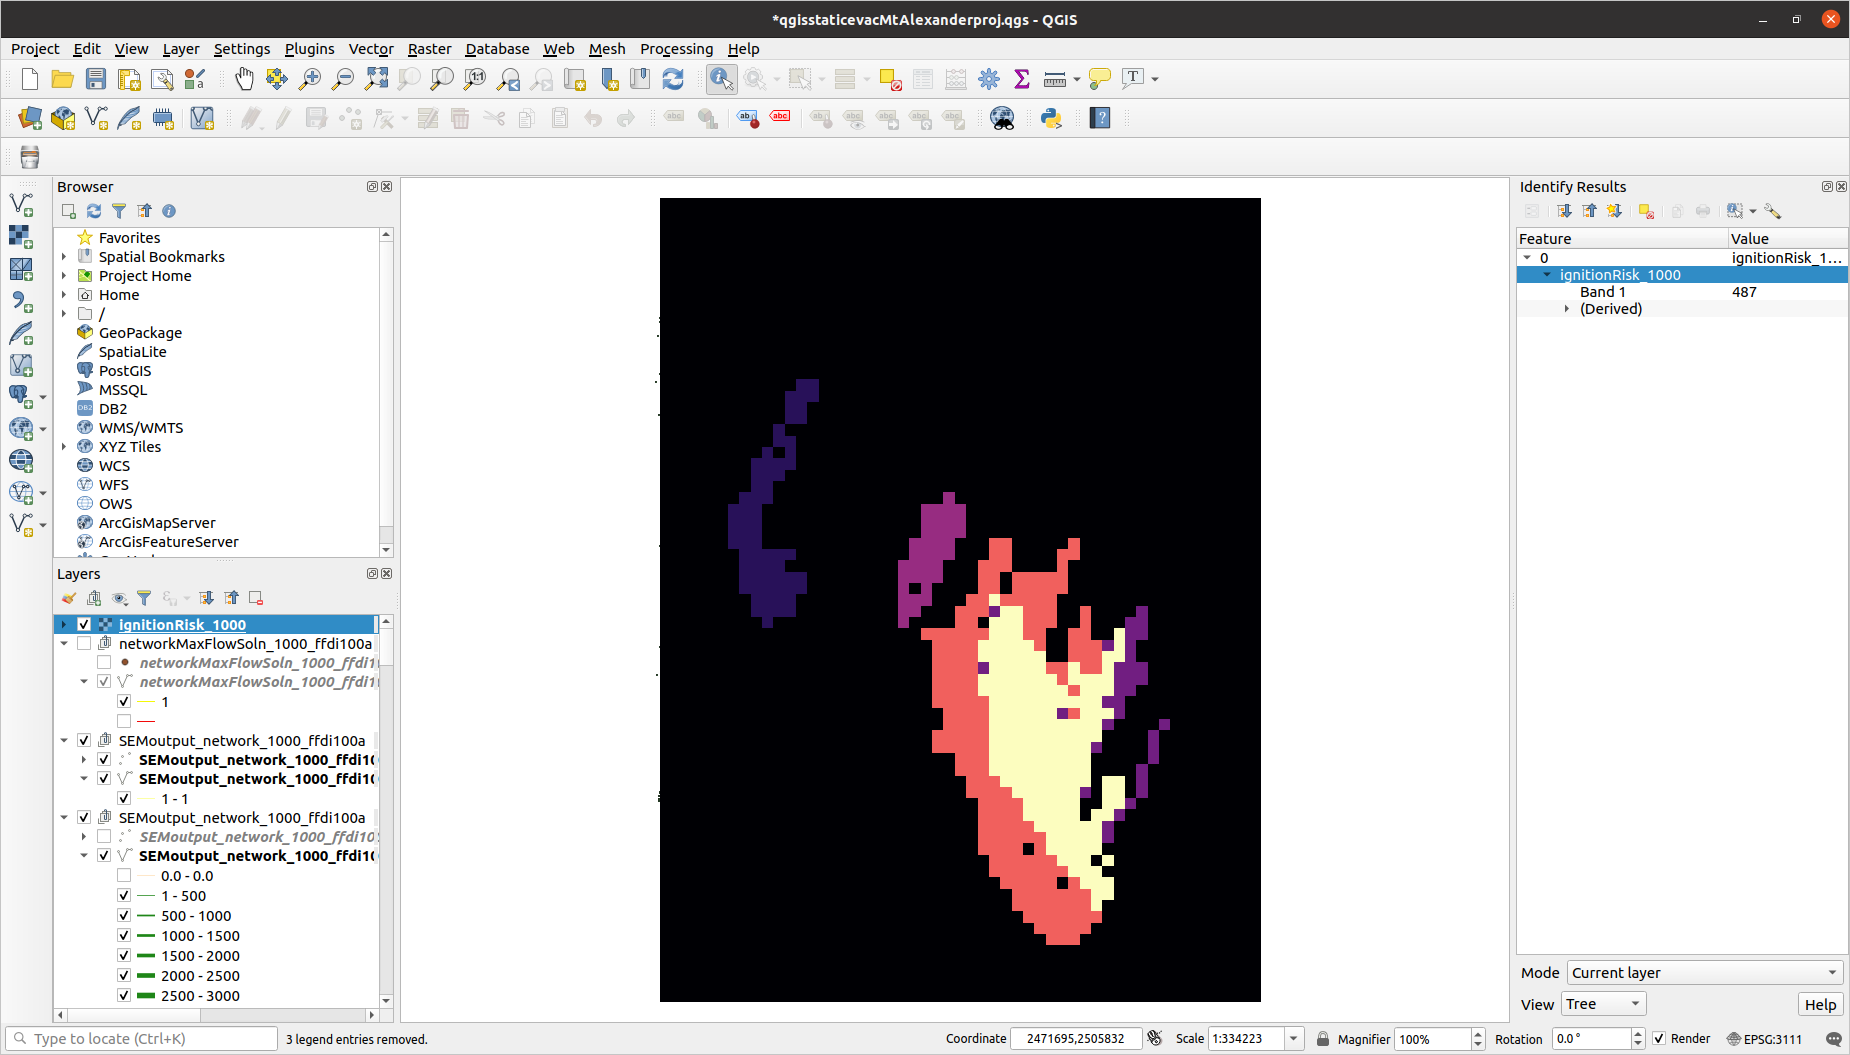 *qgisstaticevacMtAlexanderproj.qgs - QGIS
Project Edit View Layer Settings Plugins Vector Raster Database Web Mesh Processing Help
Browser
Favorites
Spatial Bookmarks
Project Home
Home
/
GeoPackage
SpatiaLite
PostGIS
MSSQL
DB2
WMS/WMTS
XYZ Tiles
WCS
WFS
OWS
ArcGisMapServer
ArcGisFeatureServer
Layers
ignitionRisk_1000
networkMaxFlowSoln_1000_ffdi100a
networkMaxFlowSoln_1000_ffdi1
networkMaxFlowSoln_1000_ffdi1
1
SEMoutput_network_1000_ffdi100a
SEMoutput_network_1000_ffdi10
SEMoutput_network_1000_ffdi10
1 - 1
SEMoutput_network_1000_ffdi100a
SEMoutput_network_1000_ffdi10
SEMoutput_network_1000_ffdi10
0.0 - 0.0
1 - 500
500 - 1000
1000 - 1500
1500 - 2000
2000 - 2500
2500 - 3000
Identify Results
Feature Value
0 ignitionRisk_1...
ignitionRisk_1000
Band 1 487
(Derived)
Mode Current layer
View Tree Help
Type to locate (Ctrl+K) 3 legend entries removed. Coordinate 2471695,2505832 Scale 1:334223 Magnifier 100% Rotation 0.0 ° Render EPSG:3111